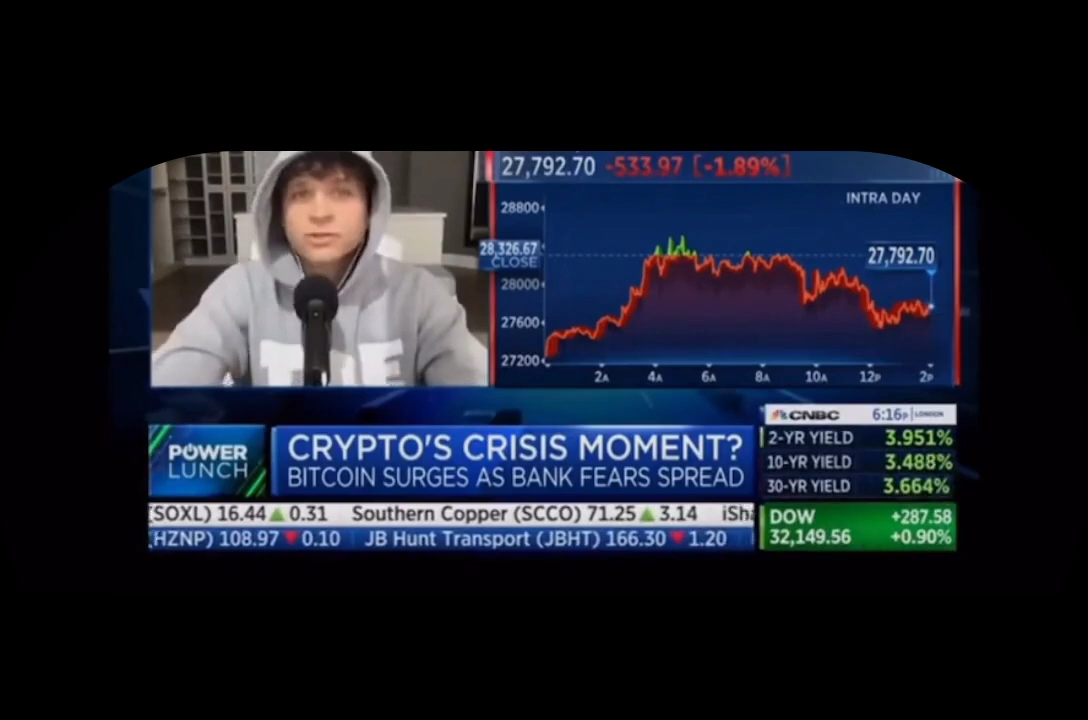 27,792.70 -533.97 [-1.89%]
INTRA DAY
28800
28,326.67
CLOSE
28000
27600
27200
27,792.70
2A 4A 6A 8A 10A 12P 2P
THE
CNBC 6:16P LONDON
2-YR YIELD 3.951%
10-YR YIELD 3.488%
30-YR YIELD 3.664%
POWER
LUNCH
CRYPTO'S CRISIS MOMENT?
BITCOIN SURGES AS BANK FEARS SPREAD
(SOXL) 16.44▲0.31 Southern Copper (SCCO) 71.25▲3.14 iSha
(HZNP) 108.97▼0.10 JB Hunt Transport (JBHT) 166.30▼1.20
DOW +287.58
32,149.56 +0.90%